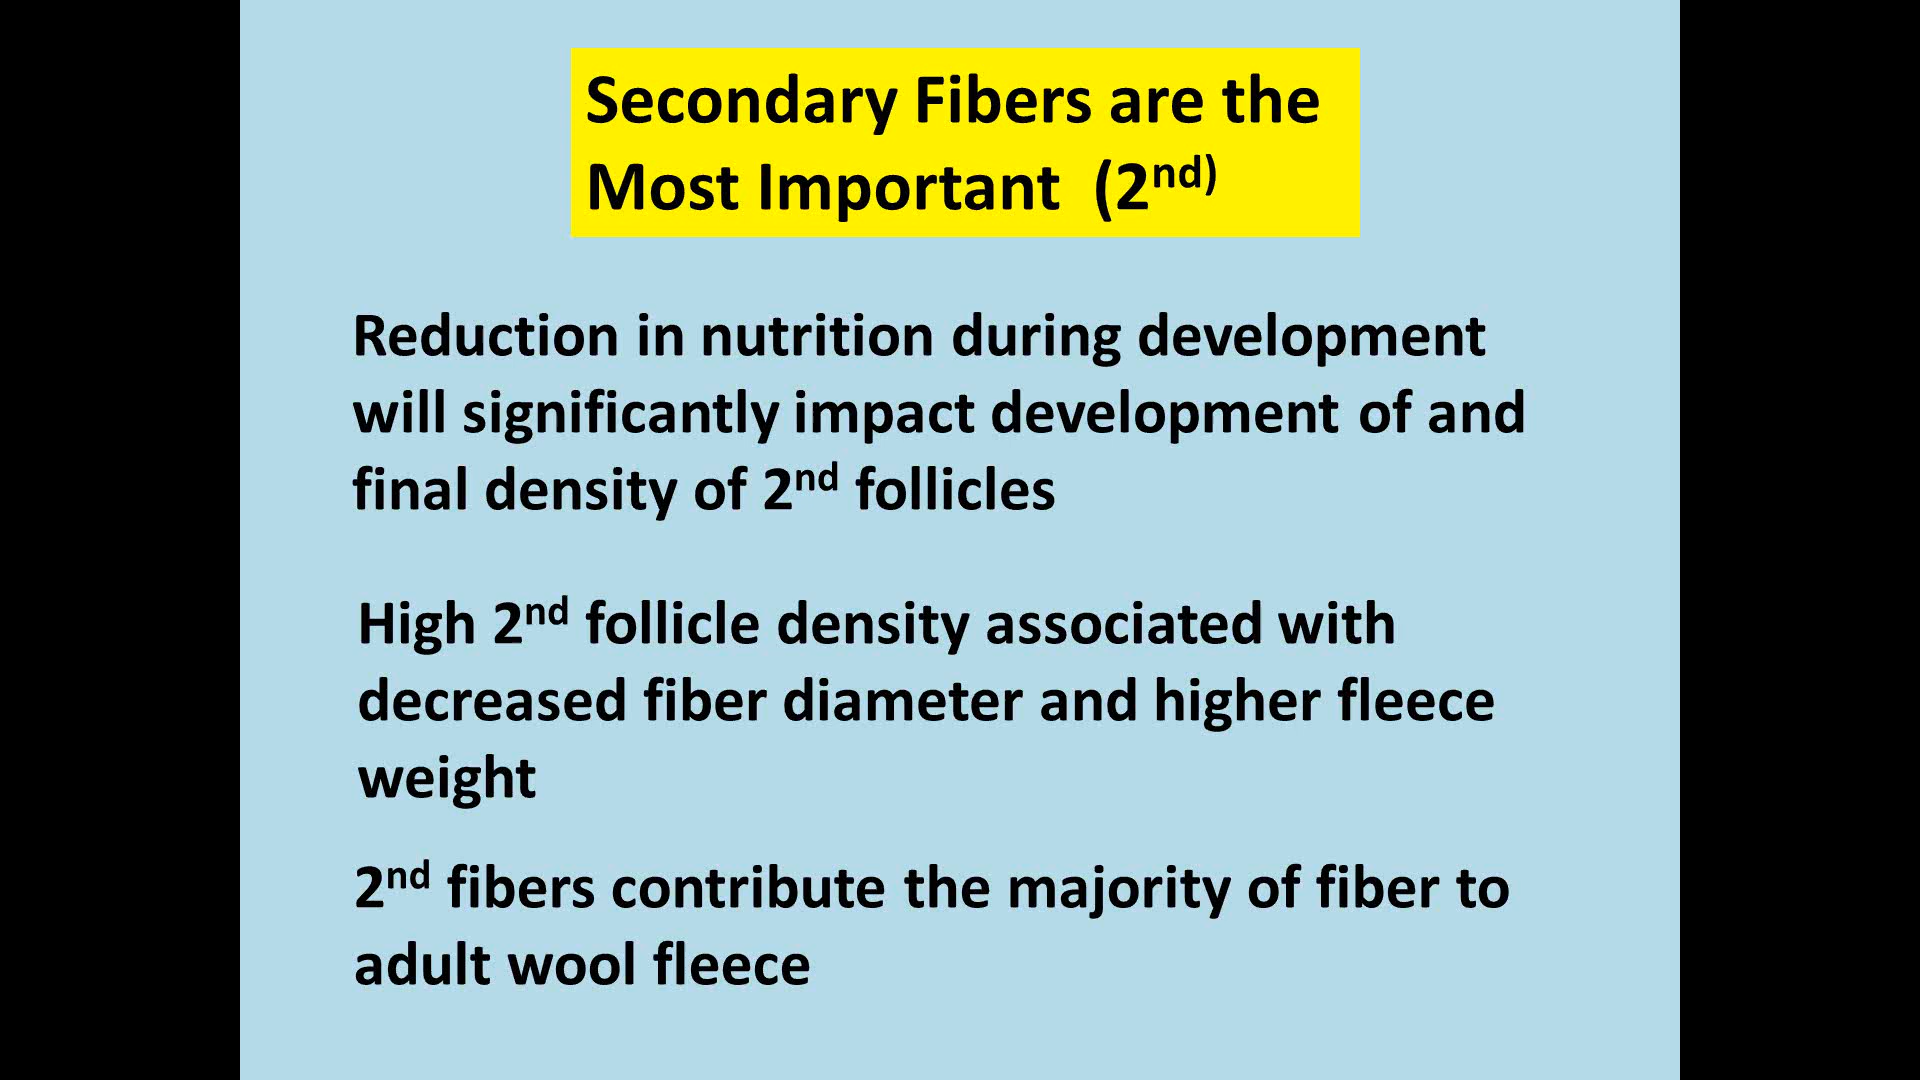 Secondary Fibers are the
Most Important (2nd)
Reduction in nutrition during development
will significantly impact development of and
final density of 2nd follicles
High 2nd follicle density associated with
decreased fiber diameter and higher fleece
weight
2nd fibers contribute the majority of fiber to
adult wool fleece